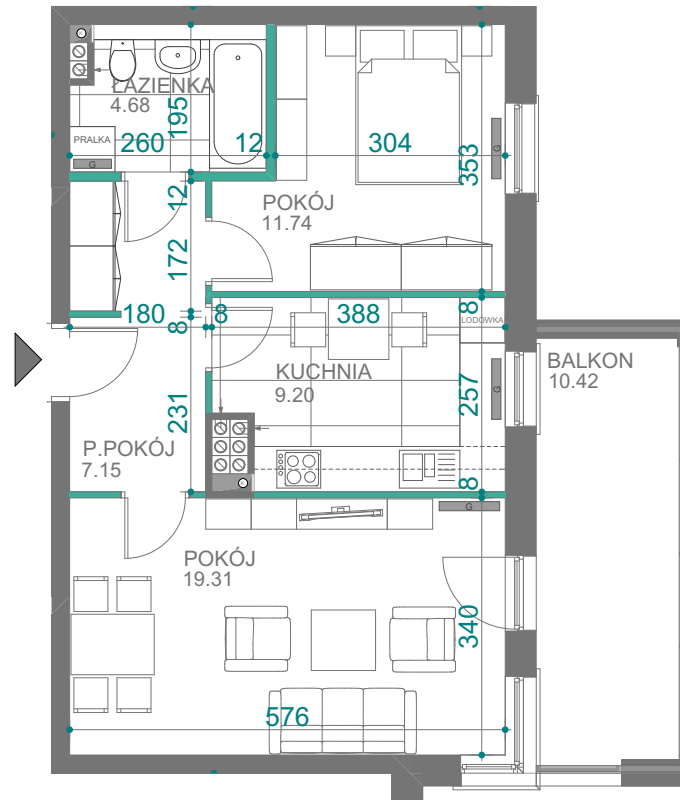 ŁAZIENKA
4.68
195
PRALKA
260
12
304
353
G
G
12
POKÓJ
11.74
172
180
8
8
388
8
LODÓWKA
KUCHNIA
9.20
257
G
BALKON
10.42
231
P.POKÓJ
7.15
8
G
POKÓJ
19.31
340
576